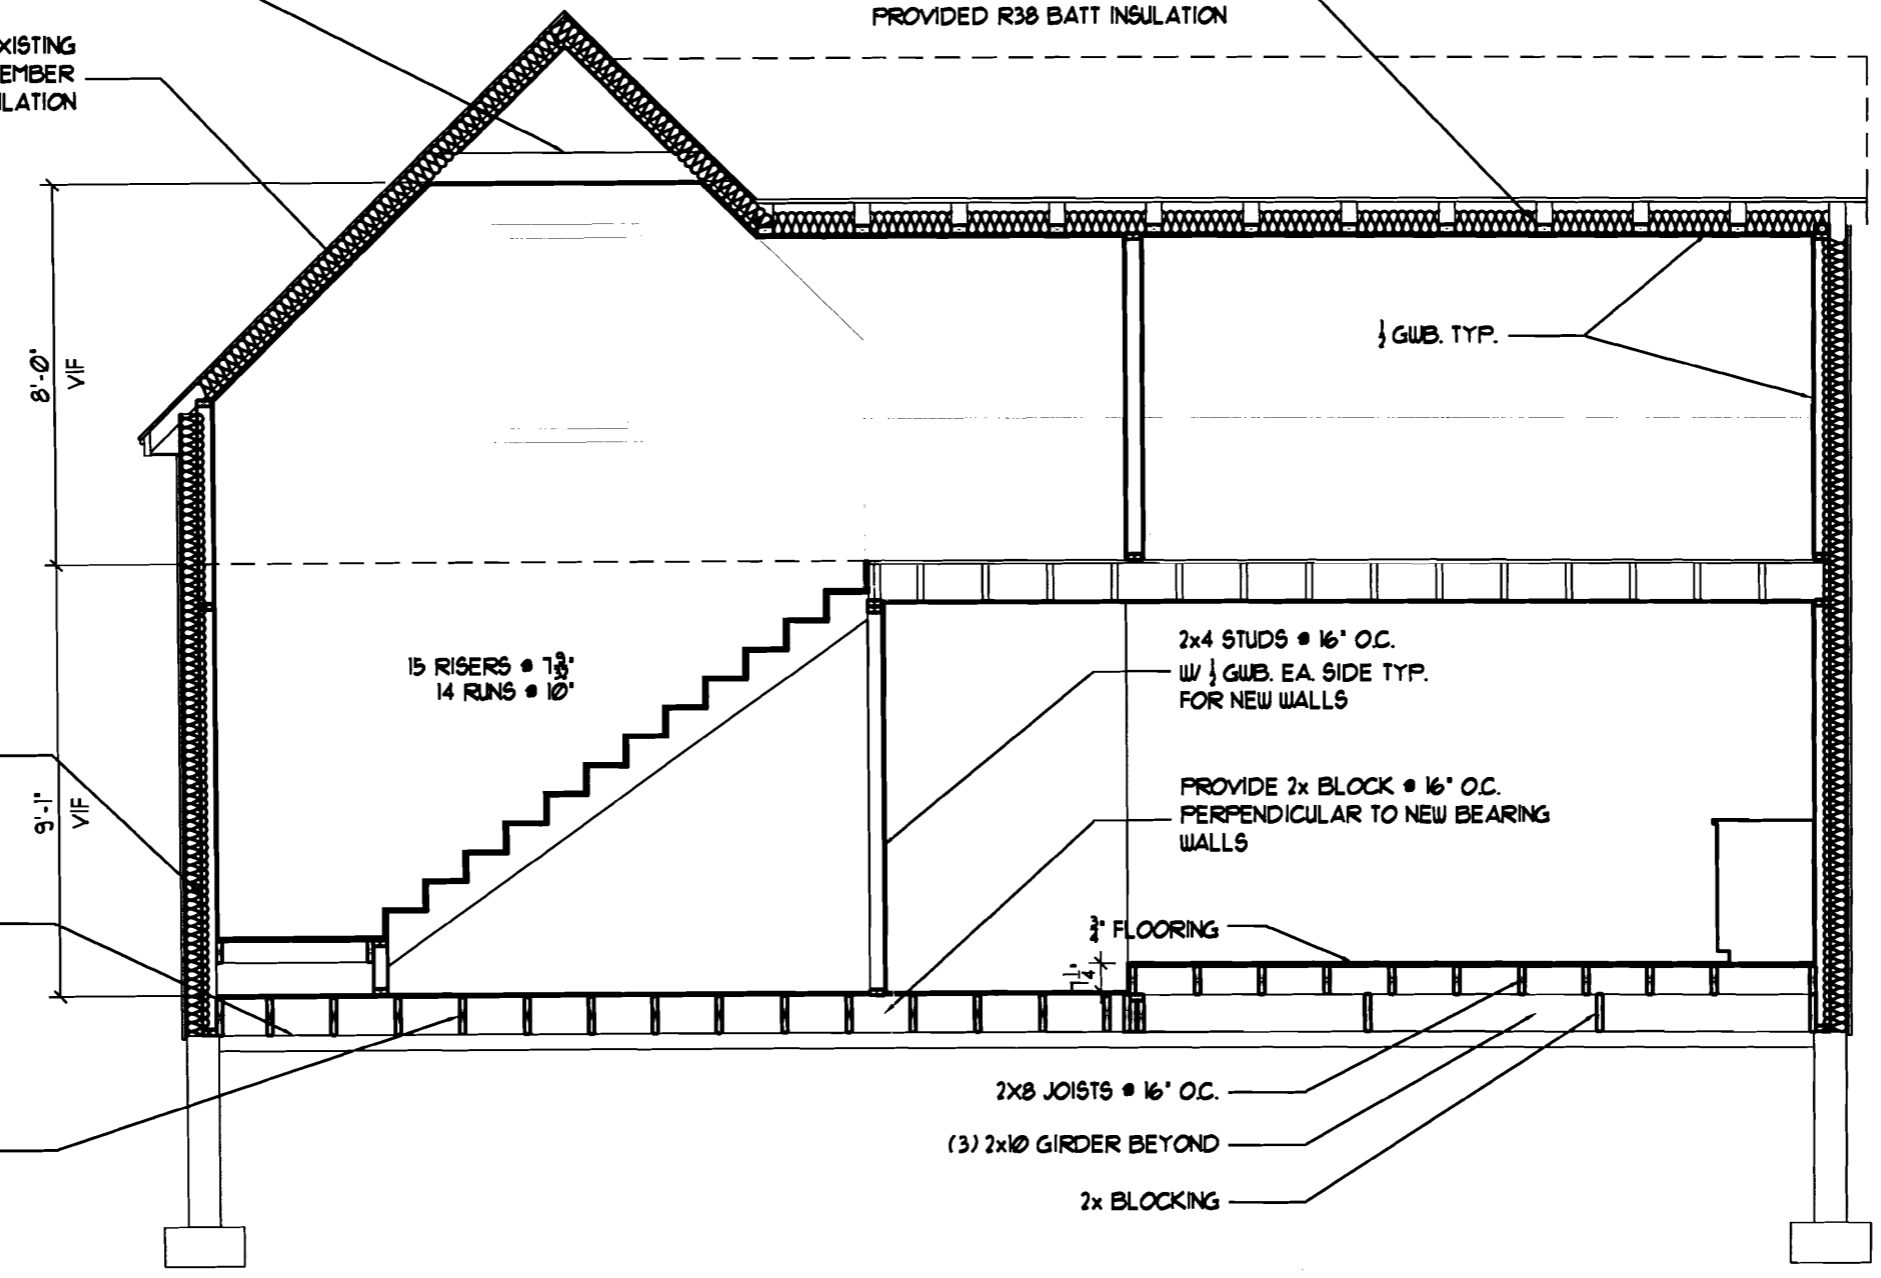 PROVIDED R38 BATT INSULATION
XISTING
EMBER
ILATION
8'-0"
VIF
½ GWB. TYP.
15 RISERS @ 7 9/32"
14 RUNS @ 10"
2x4 STUDS @ 16" O.C.
W/ ½ GWB. EA. SIDE TYP.
FOR NEW WALLS
9'-1"
VIF
PROVIDE 2x BLOCK @ 16" O.C.
PERPENDICULAR TO NEW BEARING
WALLS
¾" FLOORING
7 ¼"
2X8 JOISTS @ 16" O.C.
(3) 2x10 GIRDER BEYOND
2x BLOCKING